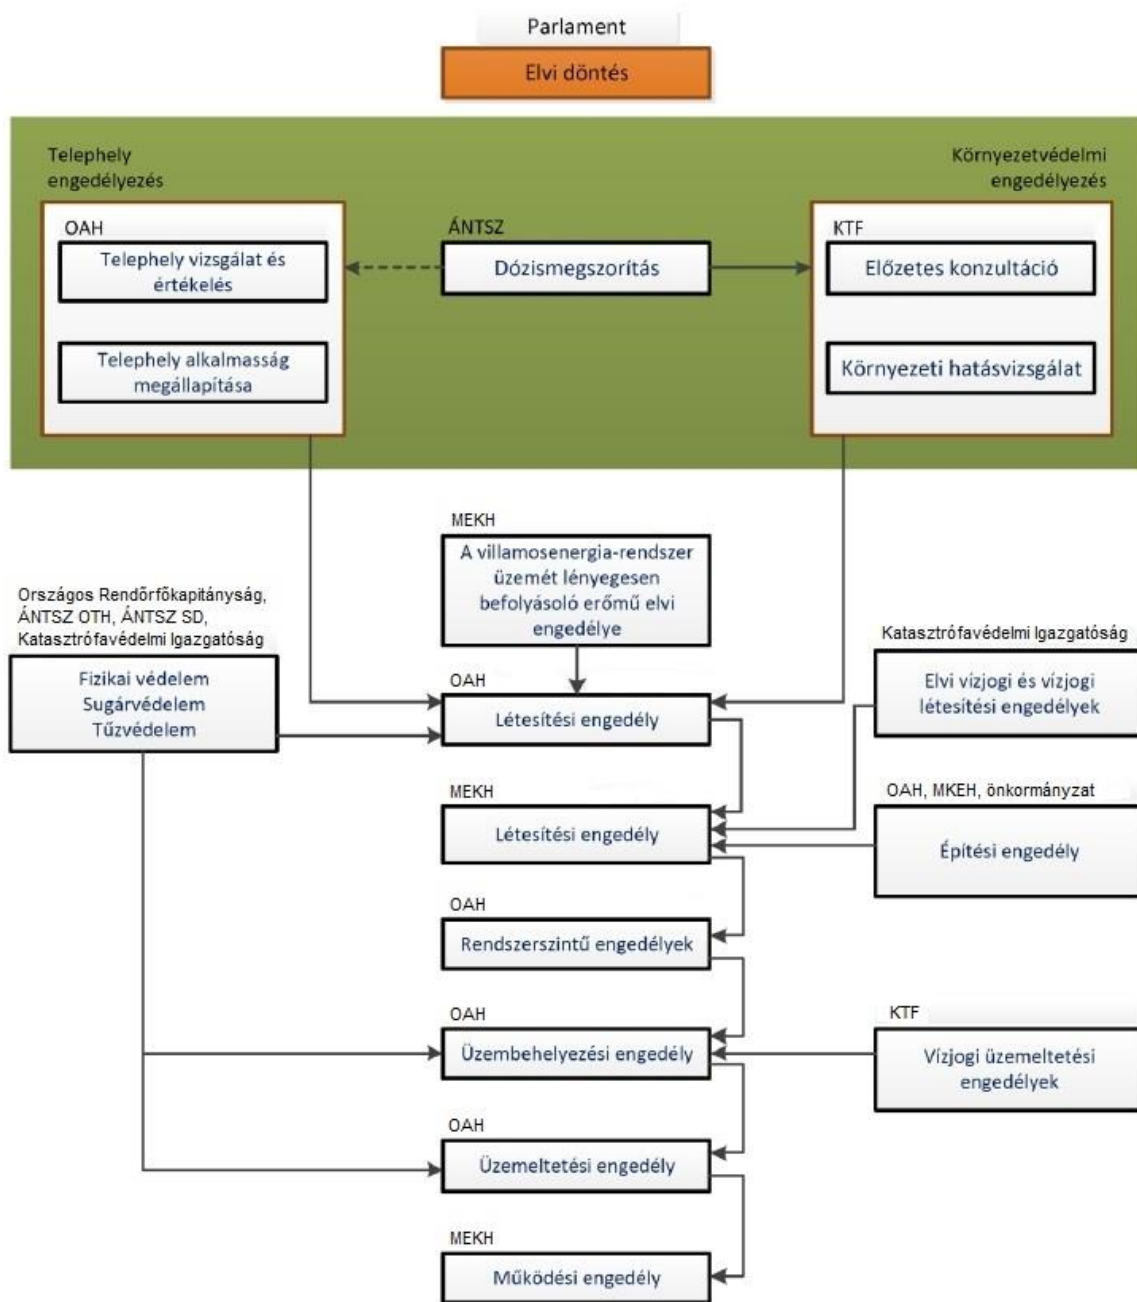 Parlament
Elvi döntés
Telephely
engedélyezés
Környezetvédelmi
engedélyezés
OAH
Telephely vizsgálat és
értékelés
Telephely alkalmasság
megállapítása
ÁNTSZ
Dózismegszorítás
KTF
Előzetes konzultáció
Környezeti hatásvizsgálat
MEKH
A villamosenergia-rendszer
üzemét lényegesen
befolyásoló erőmű elvi
engedélye
Országos Rendőrfőkapitányság,
ÁNTSZ OTH, ÁNTSZ SD,
Katasztrófavédelmi Igazgatóság
Fizikai védelem
Sugárvédelem
Tűzvédelem
OAH
Létesítési engedély
Katasztrófavédelmi Igazgatóság
Elvi vízjogi és vízjogi
létesítési engedélyek
MEKH
Létesítési engedély
OAH, MKEH, önkormányzat
Építési engedély
OAH
Rendszerszintű engedélyek
OAH
Üzembehelyezési engedély
KTF
Vízjogi üzemeltetési
engedélyek
OAH
Üzemeltetési engedély
MEKH
Működési engedély